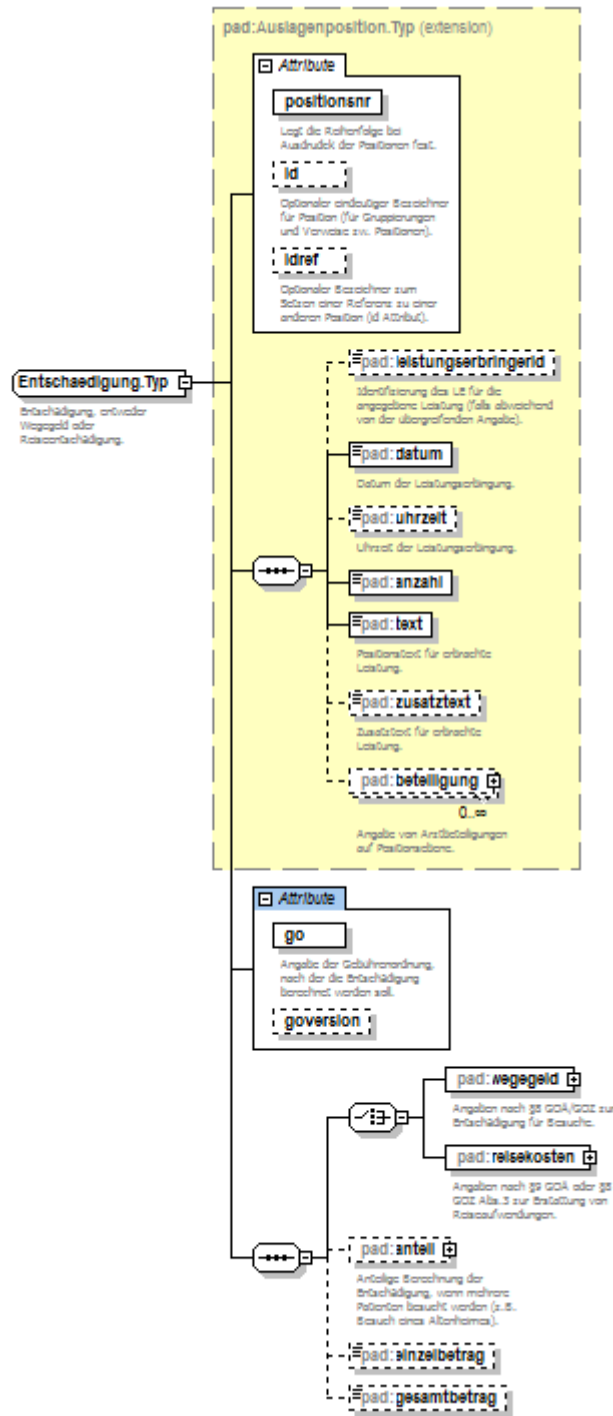 pad:Auslagenposition.Typ (extension)
Attribute
positionsnr
Legt die Reihenfolge bei
Ausdrudek der Positionen fest.
id
Optionaler eindeutiger Bezeichner
für Position (für Gruppierungen
und Verweise zw. Positionen).
idref
Optionaler Bezeichner zum
Setzen einer Referenz zu einer
anderen Position (id Attribut).
Entschaedigung.Typ
Entschädigung, entweder
Wegegeld oder
Reiseentschädigung.
pad:leistungserbringerid
Identifizierung des LE für die
angegebene Leistung (falls abweichend
von der übergreifenden Angabe).
pad:datum
Datum der Leistungserbingung.
pad:uhrzeit
Uhrzeit der Leistungserbingung.
pad:anzahl
pad:text
Positionstext für erbrachte
Leistung.
pad:zusatztext
Zusatztext für erbrachte
Leistung.
pad:beteiligung
0..∞
Angabe von Arztbeteiligungen
auf Positionsebene.
Attribute
go
Angabe der Gebührenordnung,
nach der die Entschädigung
berechnet werden soll.
goversion
pad:wegegeld
Angaben nach §8 GOÄ/GOZ zur
Entschädigung für Besuche.
pad:reisekosten
Angaben nach §9 GOÄ oder §8
GOZ Abs.3 zur Erstattung von
Reiseaufwendungen.
pad:anteil
Anteilige Berechnung der
Entschädigung, wenn mehrere
Patienten besucht werden (z.B.
Besuch eines Altenheimes).
pad:einzelbetrag
pad:gesamtbetrag